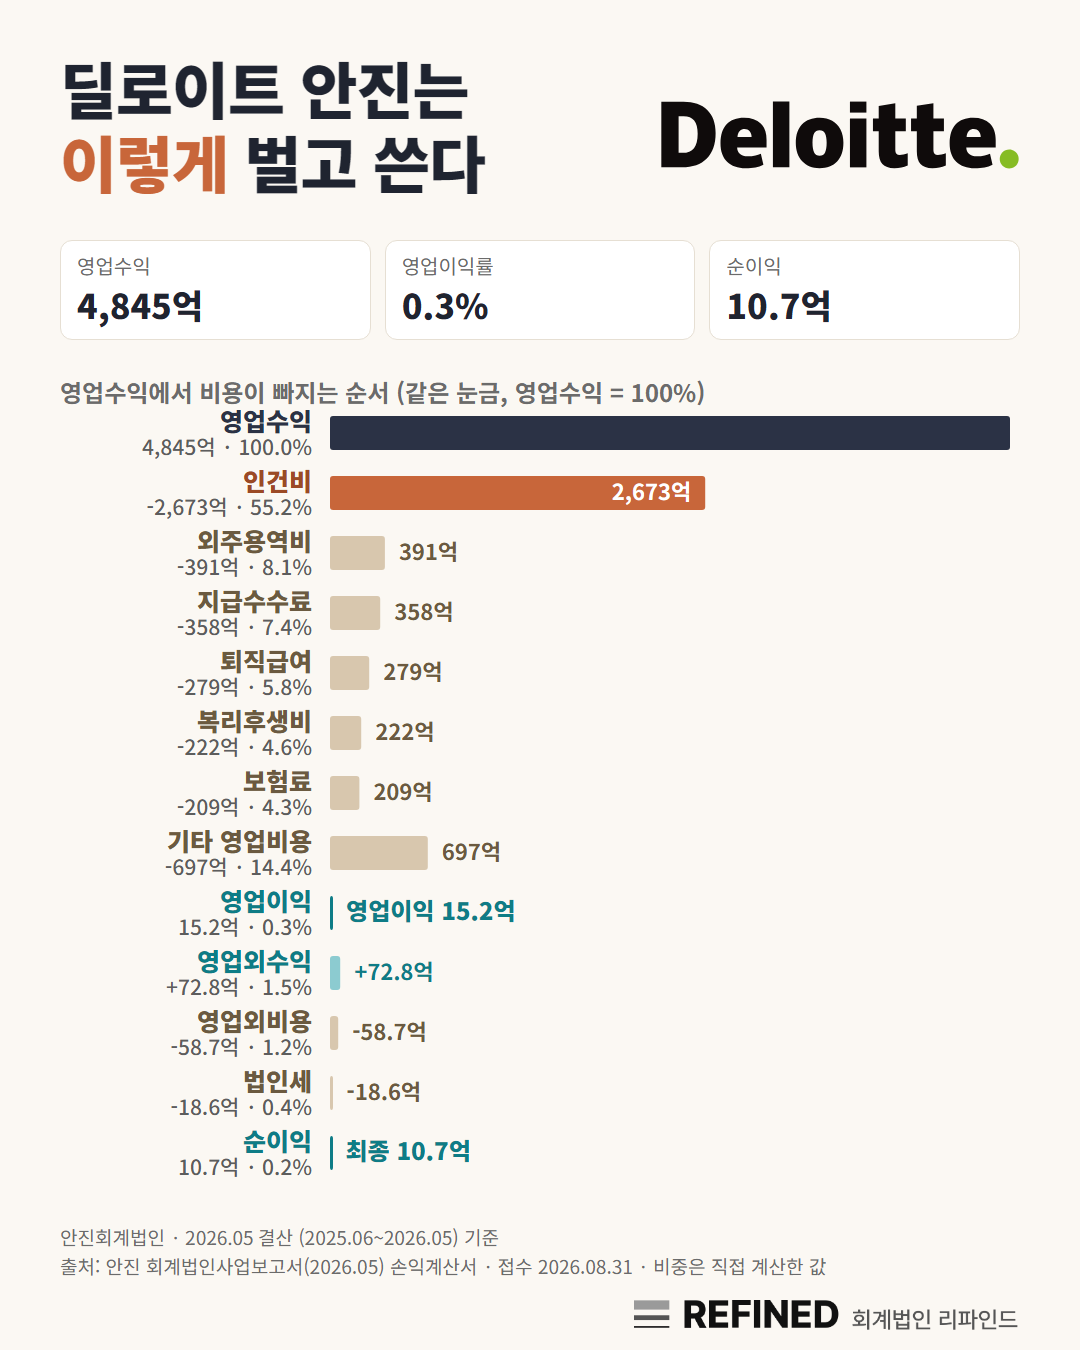 딜로이트 안진는
이렇게 벌고 쓴다
Deloitte.
영업수익
4,845억
영업이익률
0.3%
순이익
10.7억
영업수익에서 비용이 빠지는 순서 (같은 눈금, 영업수익 = 100%)
영업수익
4,845억 · 100.0%
인건비
-2,673억 · 55.2%
2,673억
외주용역비
-391억 · 8.1%
391억
지급수수료
-358억 · 7.4%
358억
퇴직급여
-279억 · 5.8%
279억
복리후생비
-222억 · 4.6%
222억
보험료
-209억 · 4.3%
209억
기타 영업비용
-697억 · 14.4%
697억
영업이익
15.2억 · 0.3%
영업이익 15.2억
영업외수익
+72.8억 · 1.5%
+72.8억
영업외비용
-58.7억 · 1.2%
-58.7억
법인세
-18.6억 · 0.4%
-18.6억
순이익
10.7억 · 0.2%
최종 10.7억
안진회계법인 · 2026.05 결산 (2025.06~2026.05) 기준
출처: 안진 회계법인사업보고서(2026.05) 손익계산서 · 접수 2026.08.31 · 비중은 직접 계산한 값
REFINED 회계법인 리파인드